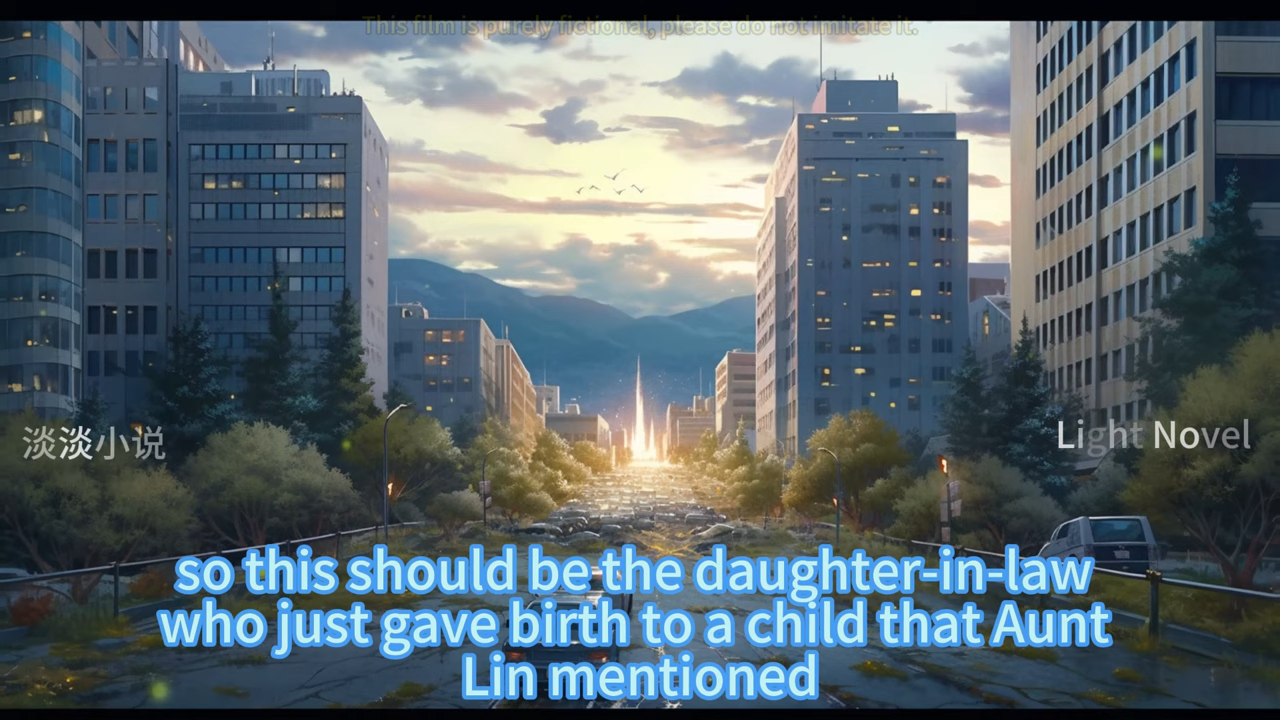 This film is purely fictional, please do not imitate it.
淡淡小说
Light Novel
so this should be the daughter-in-law
who just gave birth to a child that Aunt
Lin mentioned